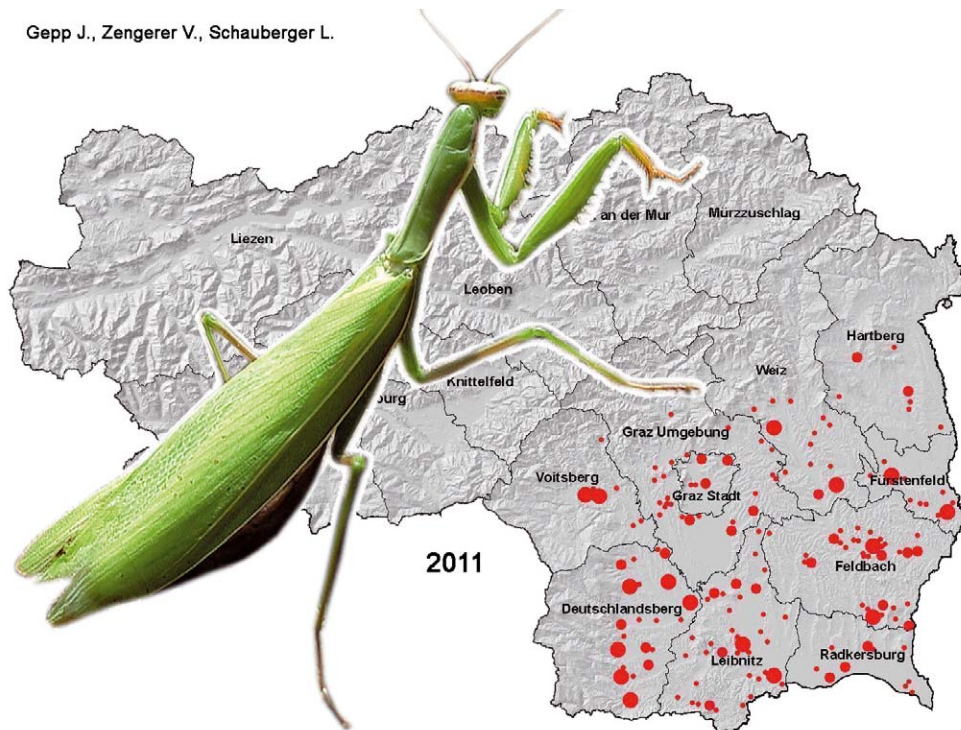 Gepp J., Zengerer V., Schauberger L.
an der Mur
Mürzzuschlag
Liezen
Leoben
Hartberg
Weiz
Knittelfeld
burg
Graz Umgebung
Voitsberg
Fürstenfeld
Graz Stadt
2011
Feldbach
Deutschlandsberg
Leibnitz
Radkersburg